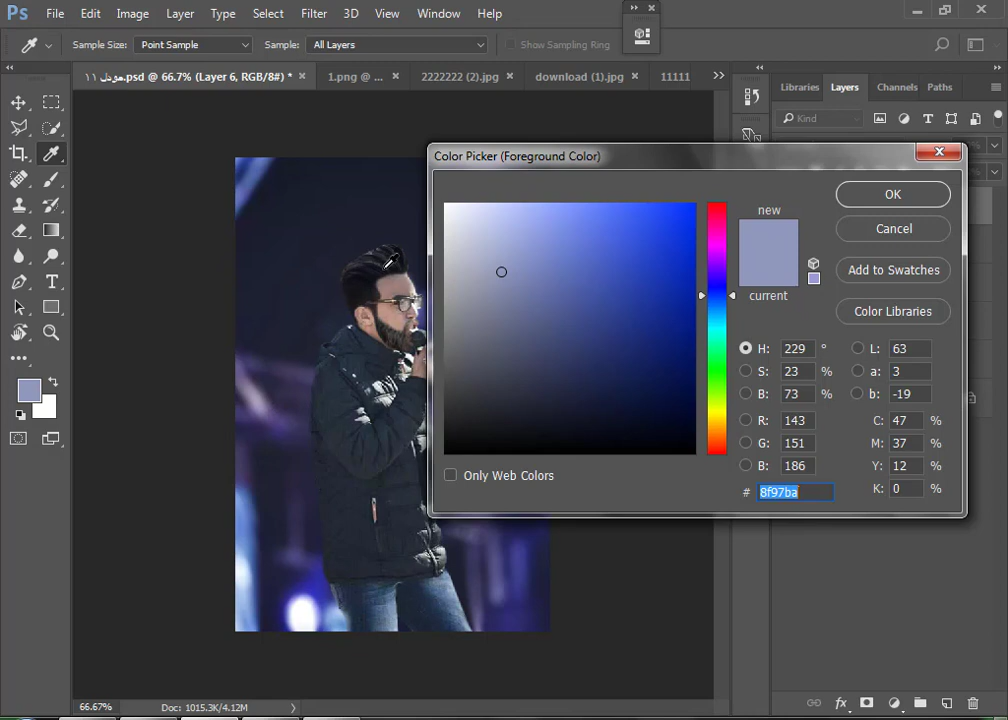 Ps File Edit Image Layer Type Select Filter 3D View Window Help
Sample Size: Point Sample Sample: All Layers Show Sampling Ring
مودل ١١.psd @ 66.7% (Layer 6, RGB/8#) * 1.png @ ... 2222222 (2).jpg download (1).jpg 11111
Libraries Layers Channels Paths
Kind
Color Picker (Foreground Color)
new
current
OK
Cancel
Add to Swatches
Color Libraries
H: 229 ° L: 63
S: 23 % a: 3
B: 73 % b: -19
R: 143 C: 47 %
G: 151 M: 37 %
B: 186 Y: 12 %
# 8f97ba K: 0 %
Only Web Colors
66.67% Doc: 1015.3K/4.12M